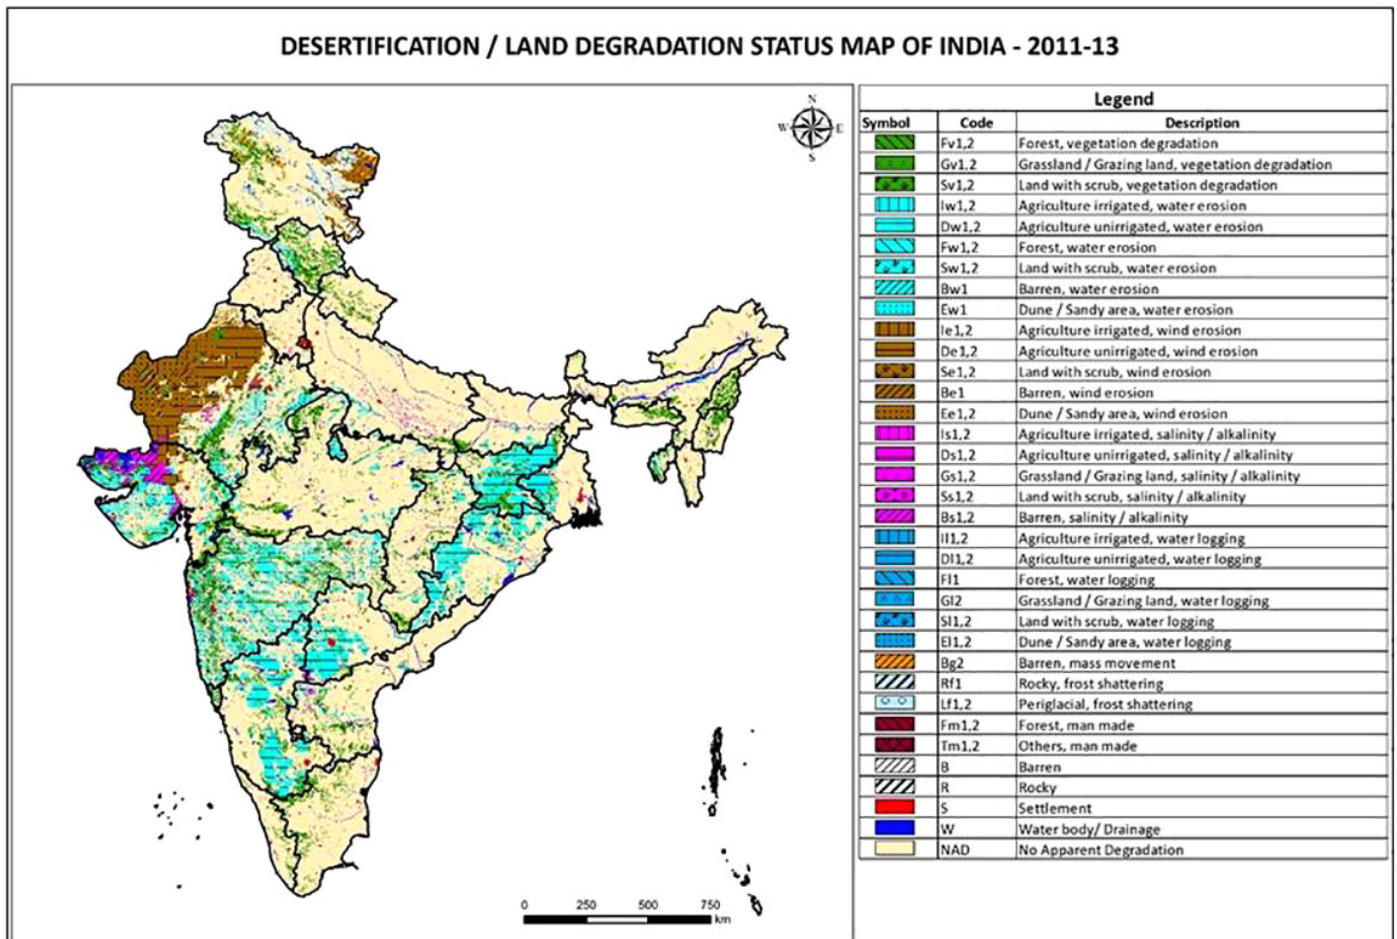 DESERTIFICATION / LAND DEGRADATION STATUS MAP OF INDIA - 2011-13
N
W E
S
0 250 500 750
km
Legend
Symbol Code Description
Fv1,2 Forest, vegetation degradation
Gv1,2 Grassland / Grazing land, vegetation degradation
Sv1,2 Land with scrub, vegetation degradation
Iw1,2 Agriculture irrigated, water erosion
Dw1,2 Agriculture unirrigated, water erosion
Fw1,2 Forest, water erosion
Sw1,2 Land with scrub, water erosion
Bw1 Barren, water erosion
Ew1 Dune / Sandy area, water erosion
Ie1,2 Agriculture irrigated, wind erosion
De1,2 Agriculture unirrigated, wind erosion
Se1,2 Land with scrub, wind erosion
Be1 Barren, wind erosion
Ee1,2 Dune / Sandy area, wind erosion
Is1,2 Agriculture irrigated, salinity / alkalinity
Ds1,2 Agriculture unirrigated, salinity / alkalinity
Gs1,2 Grassland / Grazing land, salinity / alkalinity
Ss1,2 Land with scrub, salinity / alkalinity
Bs1,2 Barren, salinity / alkalinity
Il1,2 Agriculture irrigated, water logging
Dl1,2 Agriculture unirrigated, water logging
Fl1 Forest, water logging
Gl2 Grassland / Grazing land, water logging
Sl1,2 Land with scrub, water logging
El1,2 Dune / Sandy area, water logging
Bg2 Barren, mass movement
Rf1 Rocky, frost shattering
Lf1,2 Periglacial, frost shattering
Fm1,2 Forest, man made
Tm1,2 Others, man made
B Barren
R Rocky
S Settlement
W Water body/ Drainage
NAD No Apparent Degradation